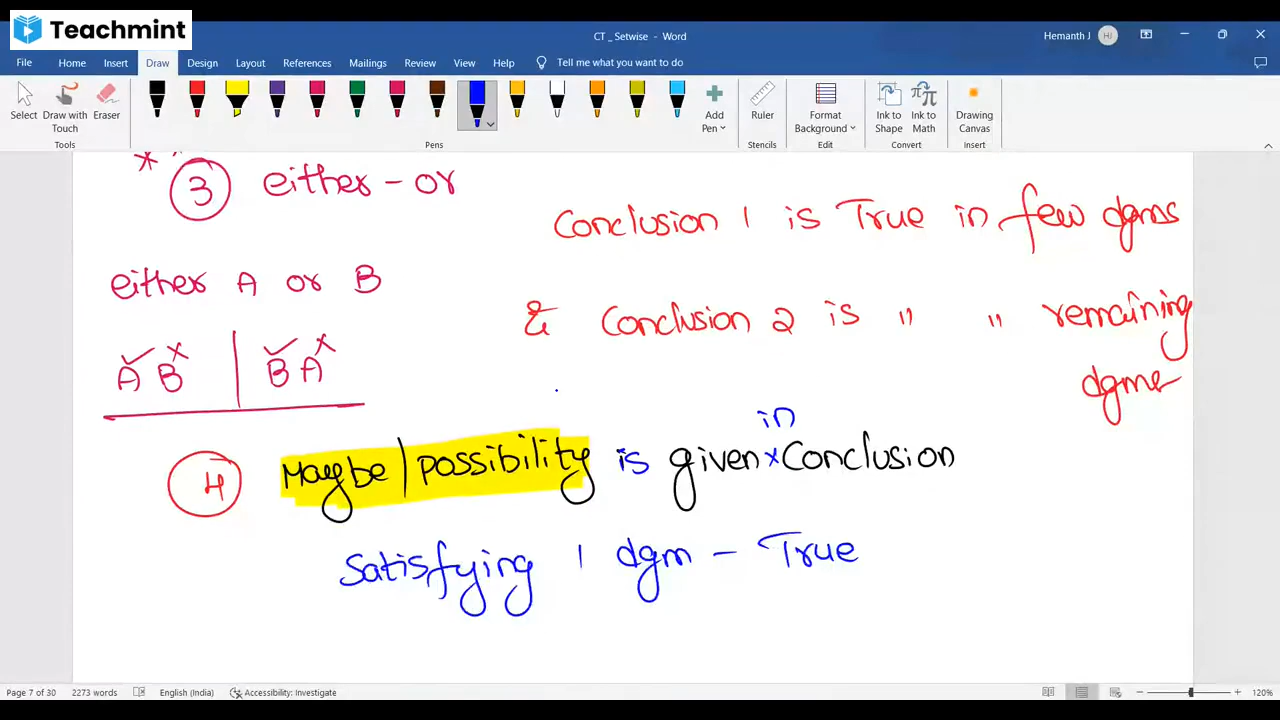 Teachmint
CT _ Setwise - Word
Hemanth J HJ
File Home Insert Draw Design Layout References Mailings Review View Help Tell me what you want to do
Select Draw with Touch Eraser Add Pen Ruler Format Background Ink to Shape Ink to Math Drawing Canvas
Tools Pens Stencils Edit Convert Insert
3 either - or
Conclusion 1 is True in few dgms
either A or B
& Conclusion 2 is " " remaining
A B | B A
dgms
in
4 Maybe | possibility is given Conclusion
Satisfying 1 dgm - True
Page 7 of 30 2273 words English (India) Accessibility: Investigate 120%